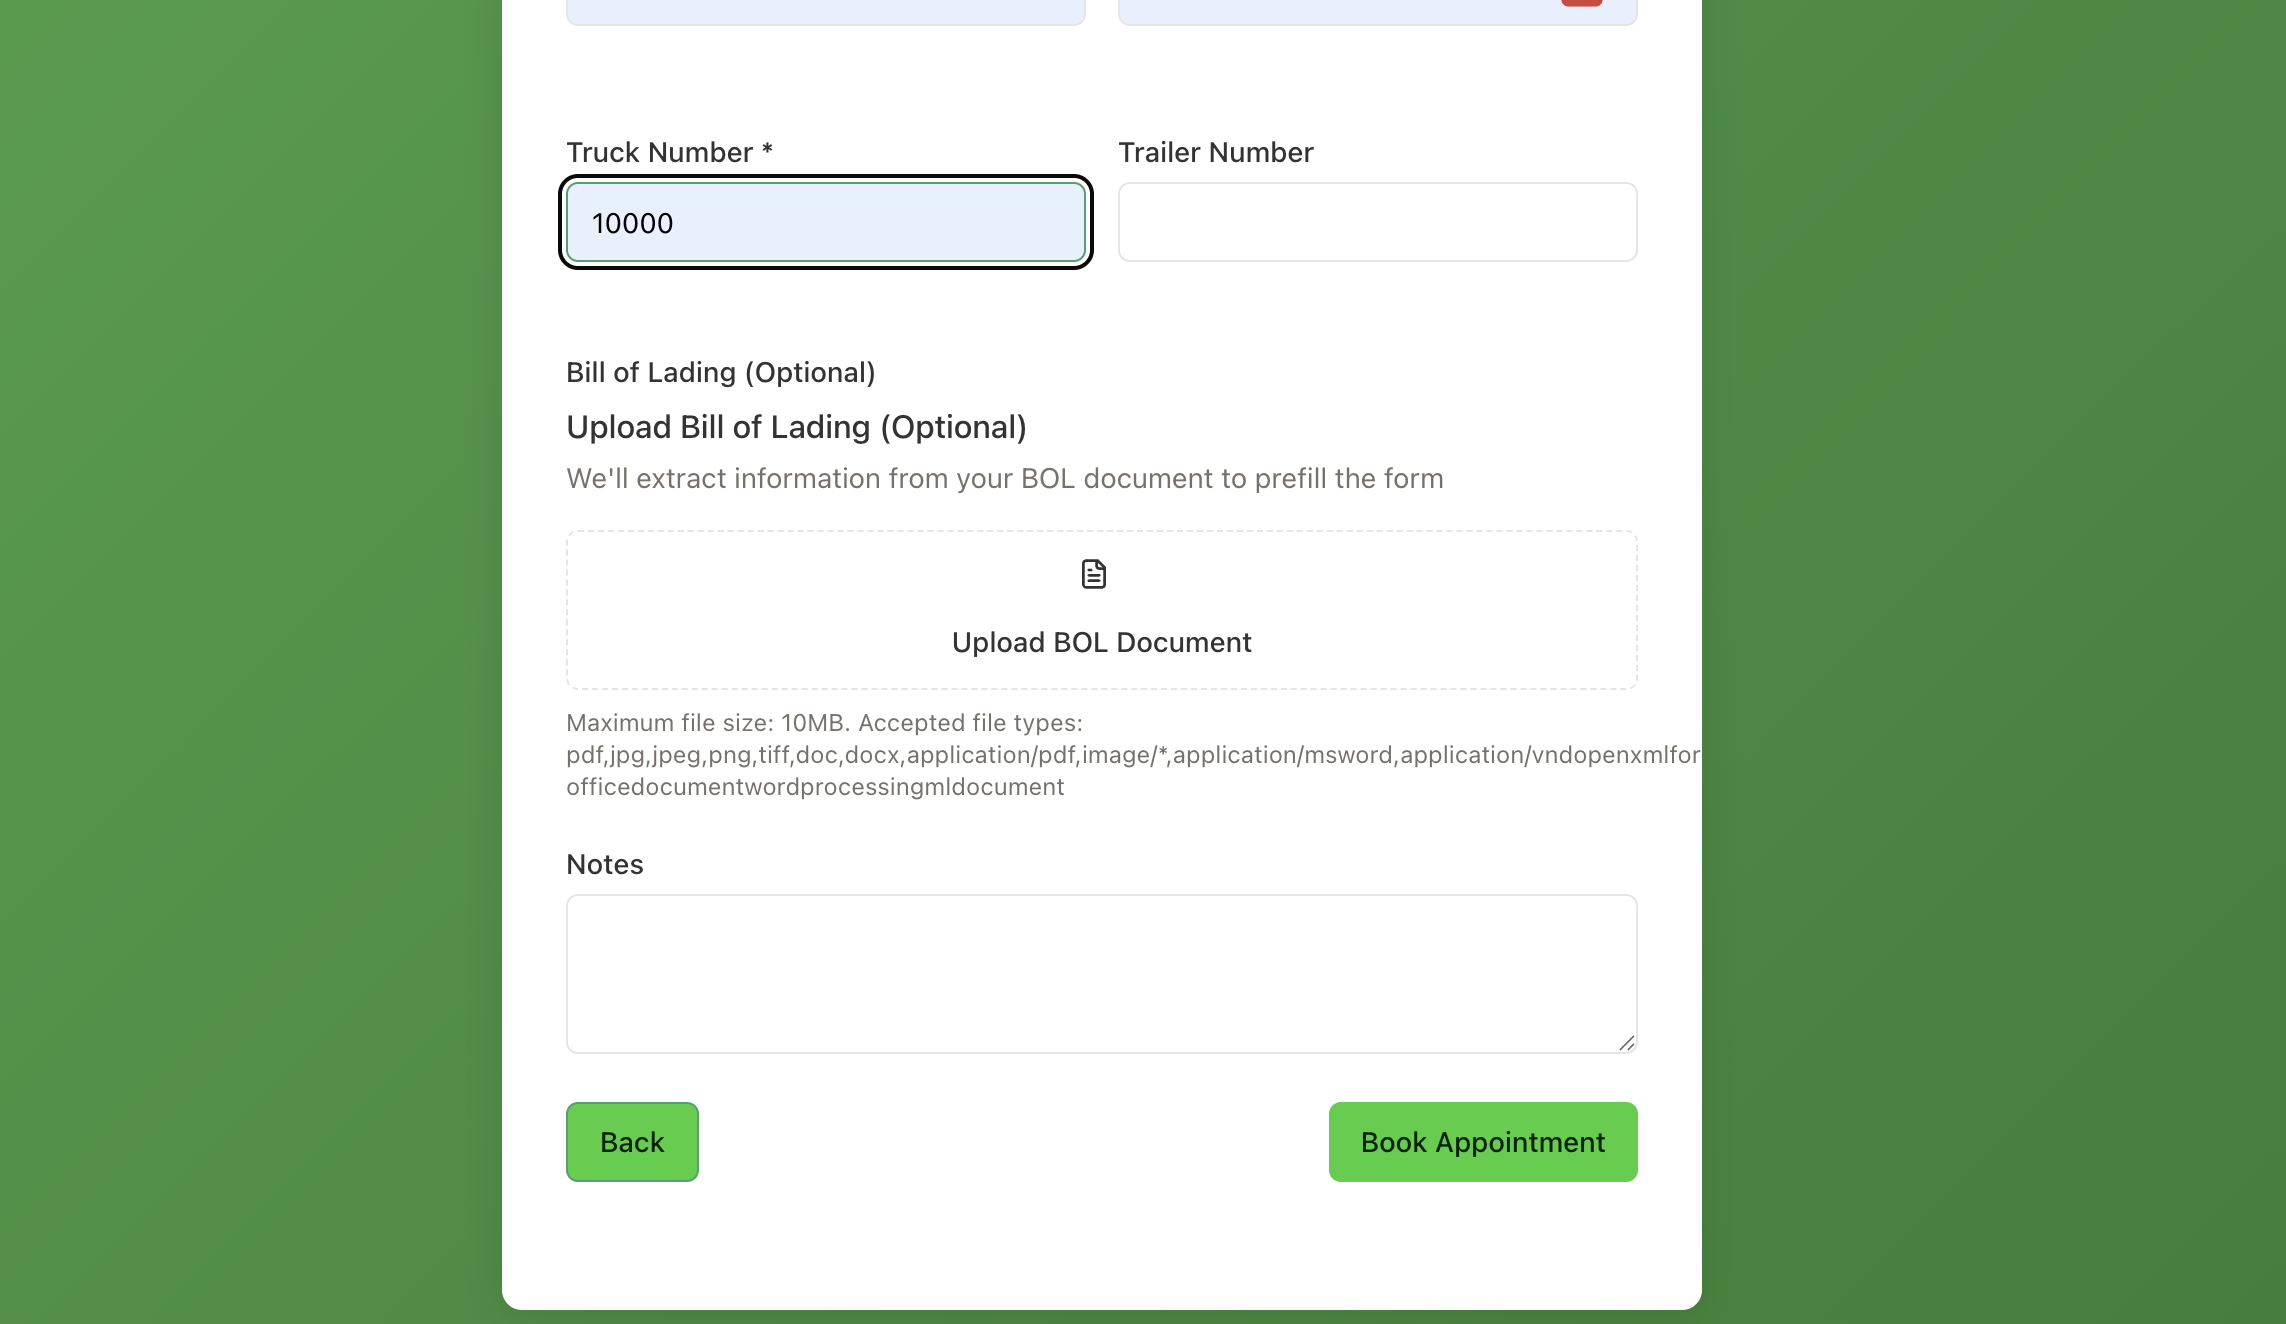 Truck Number *
Trailer Number
10000
Bill of Lading (Optional)
Upload Bill of Lading (Optional)
We'll extract information from your BOL document to prefill the form
Upload BOL Document
Maximum file size: 10MB. Accepted file types:
pdf,jpg,jpeg,png,tiff,doc,docx,application/pdf,image/*,application/msword,application/vndopenxmlfor
officedocumentwordprocessingmldocument
Notes
Back
Book Appointment